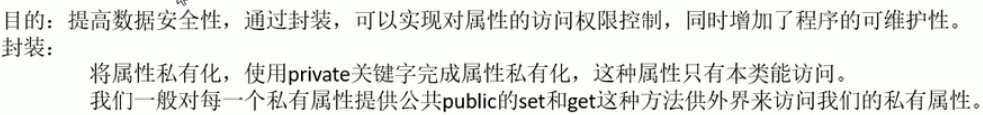 目的：提高数据安全性，通过封装，可以实现对属性的访问权限控制，同时增加了程序的可维护性。
封装：
将属性私有化，使用private关键字完成属性私有化，这种属性只有本类能访问。
我们一般对每一个私有属性提供公共public的set和get这种方法供外界来访问我们的私有属性。